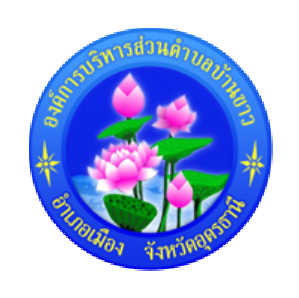 องค์การบริหารส่วนตำบลบ้านขาว
อำเภอเมือง จังหวัดอุดรธานี